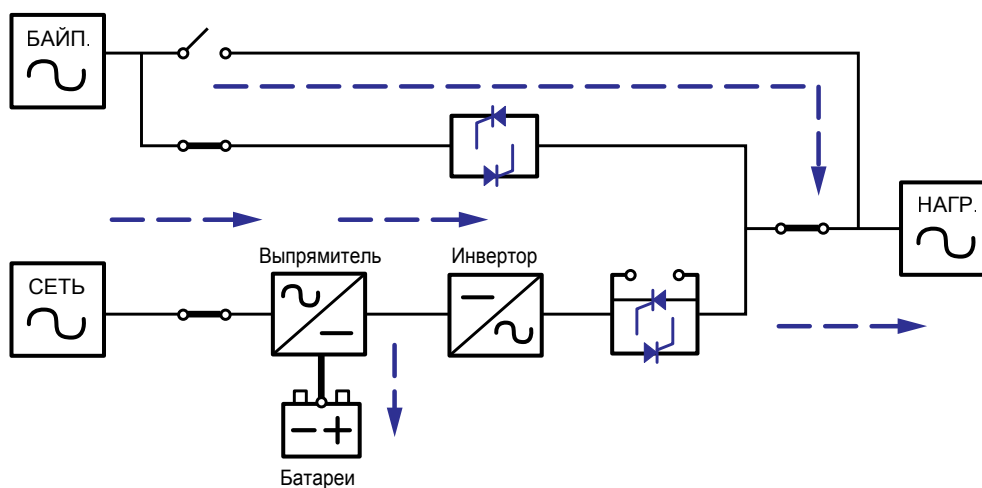 БАЙП.
НАГР.
Выпрямитель
Инвертор
СЕТЬ
Батареи